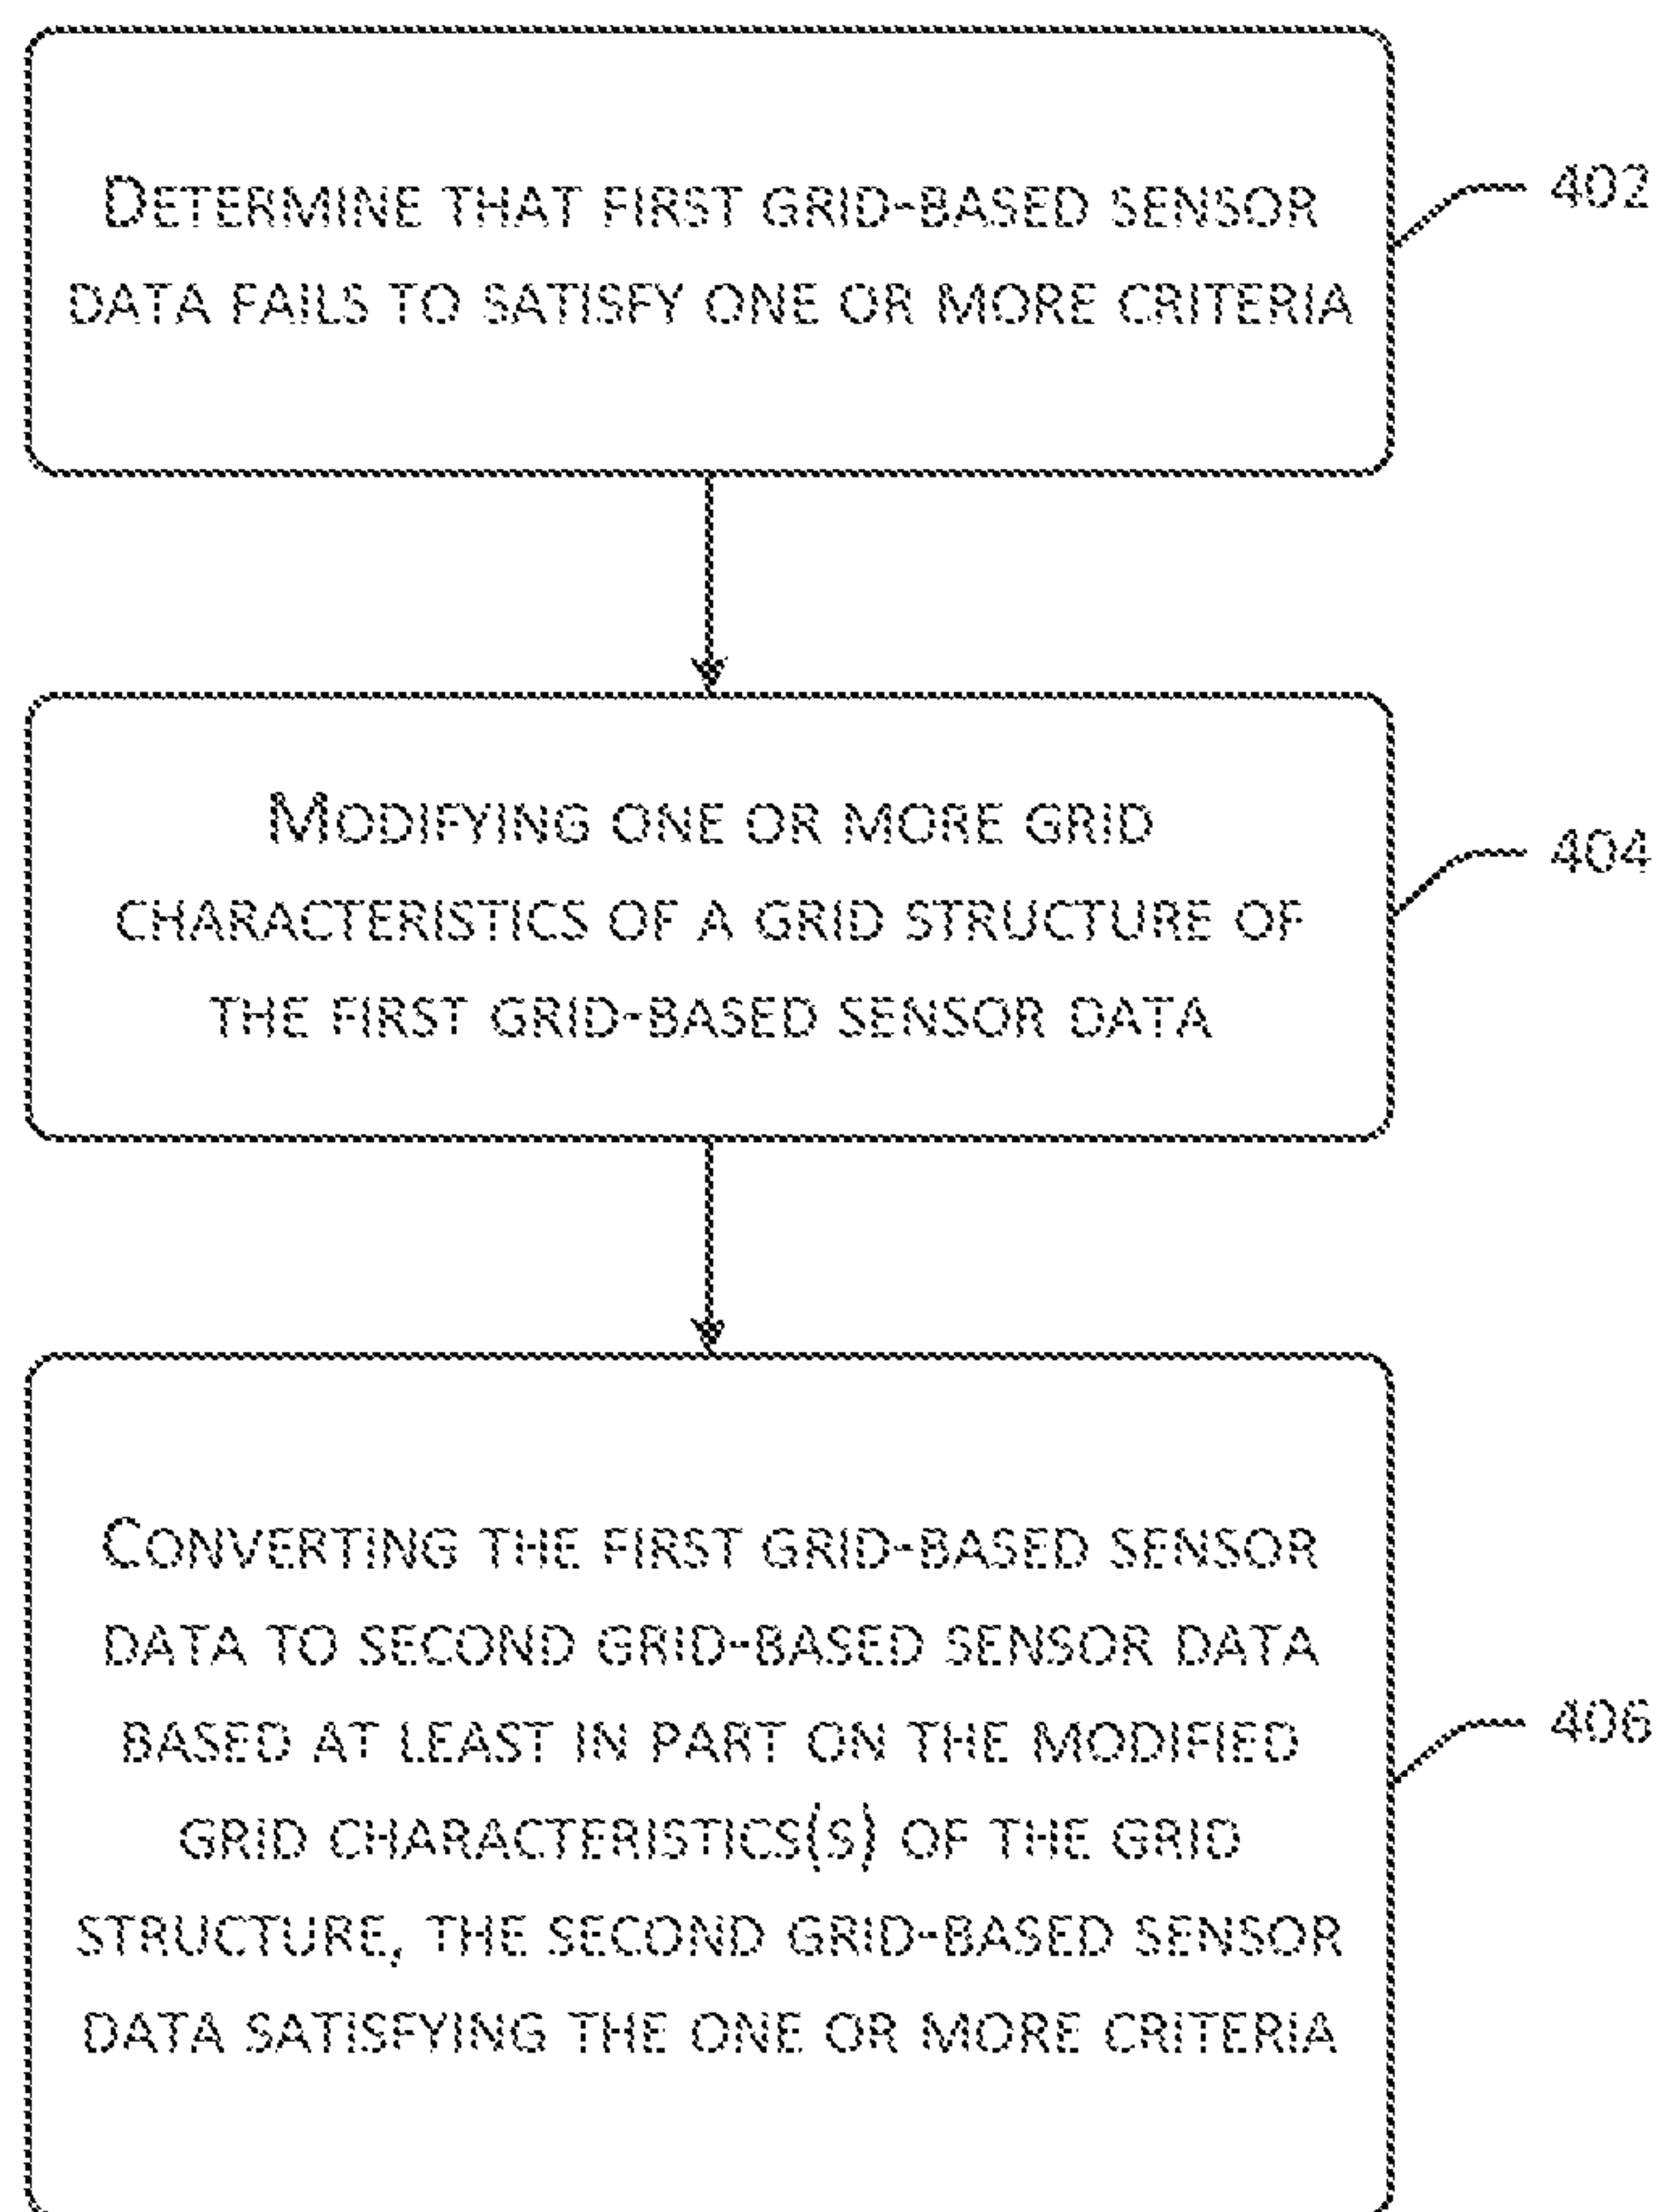 DETERMINE THAT FIRST GRID-BASED SENSOR
DATA FAILS TO SATISFY ONE OR MORE CRITERIA
402
MODIFYING ONE OR MORE GRID
CHARACTERISTICS OF A GRID STRUCTURE OF
THE FIRST GRID-BASED SENSOR DATA
404
CONVERTING THE FIRST GRID-BASED SENSOR
DATA TO SECOND GRID-BASED SENSOR DATA
BASED AT LEAST IN PART ON THE MODIFIED
GRID CHARACTERISTICS(S) OF THE GRID
STRUCTURE, THE SECOND GRID-BASED SENSOR
DATA SATISFYING THE ONE OR MORE CRITERIA
406